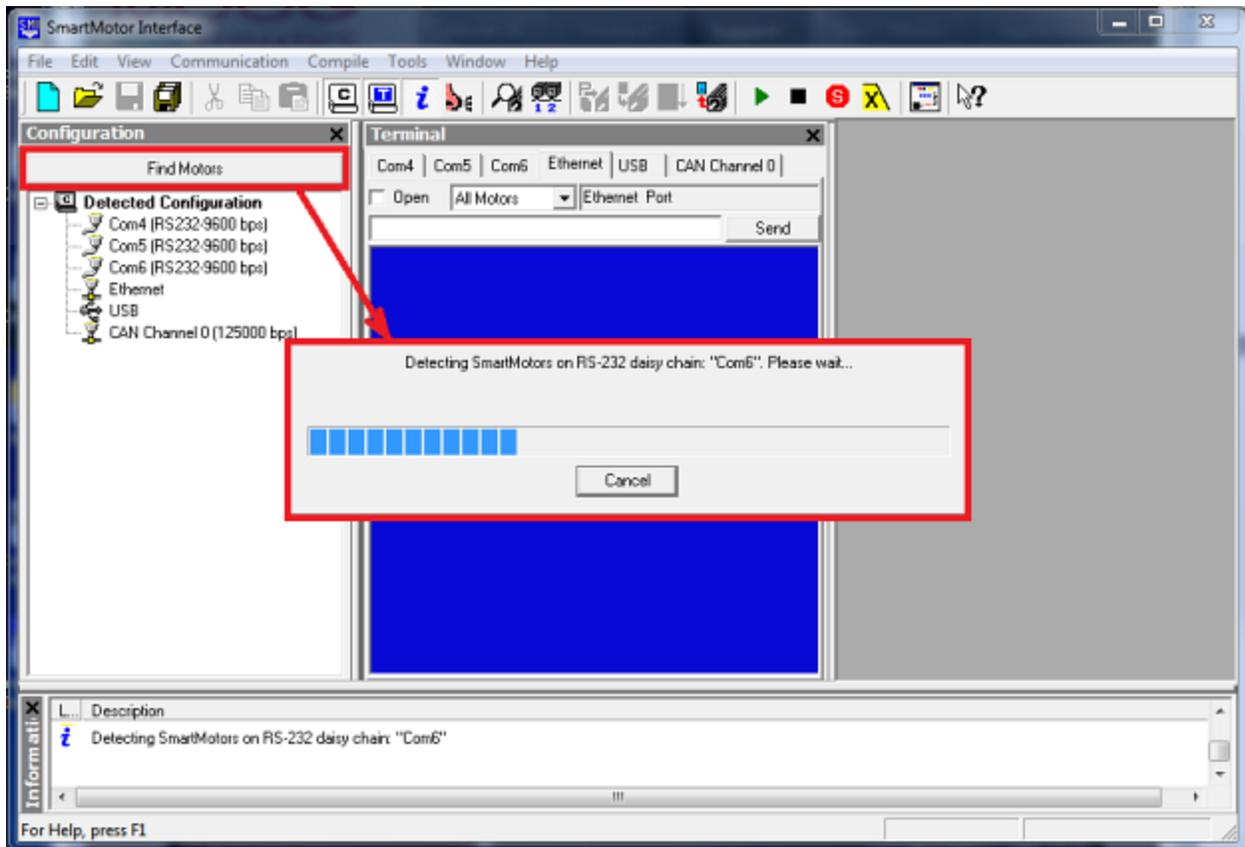 SmartMotor Interface
File Edit View Communication Compile Tools Window Help
Configuration
Find Motors
Detected Configuration
Com4 (RS232-9600 bps)
Com5 (RS232-9600 bps)
Com6 (RS232-9600 bps)
Ethernet
USB
CAN Channel 0 (125000 bps)
Terminal
Com4 Com5 Com6 Ethernet USB CAN Channel 0
Open All Motors Ethernet Port
Send
Detecting SmartMotors on RS-232 daisy chain: "Com6". Please wait...
Cancel
Informati
L... Description
Detecting SmartMotors on RS-232 daisy chain: "Com6"
For Help, press F1